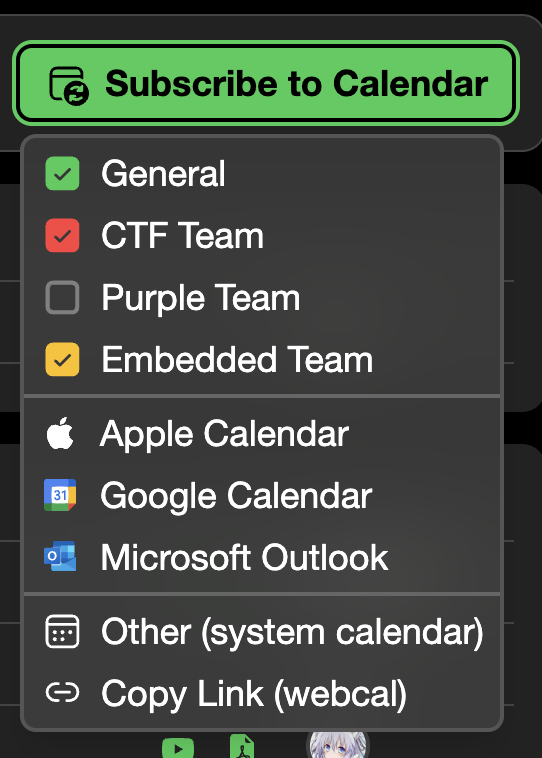 Subscribe to Calendar
General
CTF Team
Purple Team
Embedded Team
Apple Calendar
31
Google Calendar
Microsoft Outlook
Other (system calendar)
Copy Link (webcal)